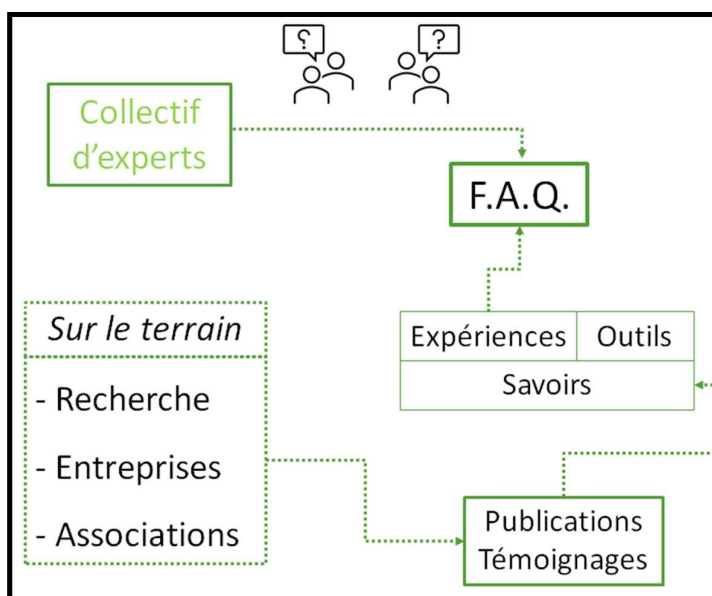 ? ?
Collectif
d'experts
F.A.Q.
Sur le terrain
- Recherche
- Entreprises
- Associations
Expériences Outils
Savoirs
Publications
Témoignages